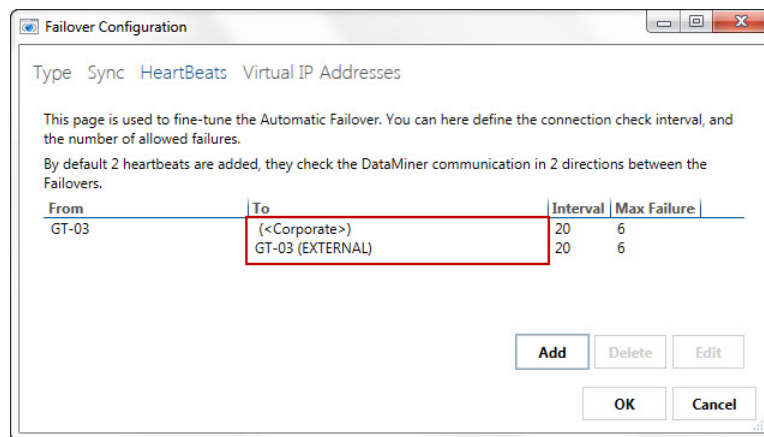 Failover Configuration
Type Sync HeartBeats Virtual IP Addresses
This page is used to fine-tune the Automatic Failover. You can here define the connection check interval, and
the number of allowed failures.
By default 2 heartbeats are added, they check the DataMiner communication in 2 directions between the
Failovers.
From To Interval Max Failure
GT-03 (<Corporate>) 20 6
GT-03 (EXTERNAL) 20 6
Add Delete Edit
OK Cancel